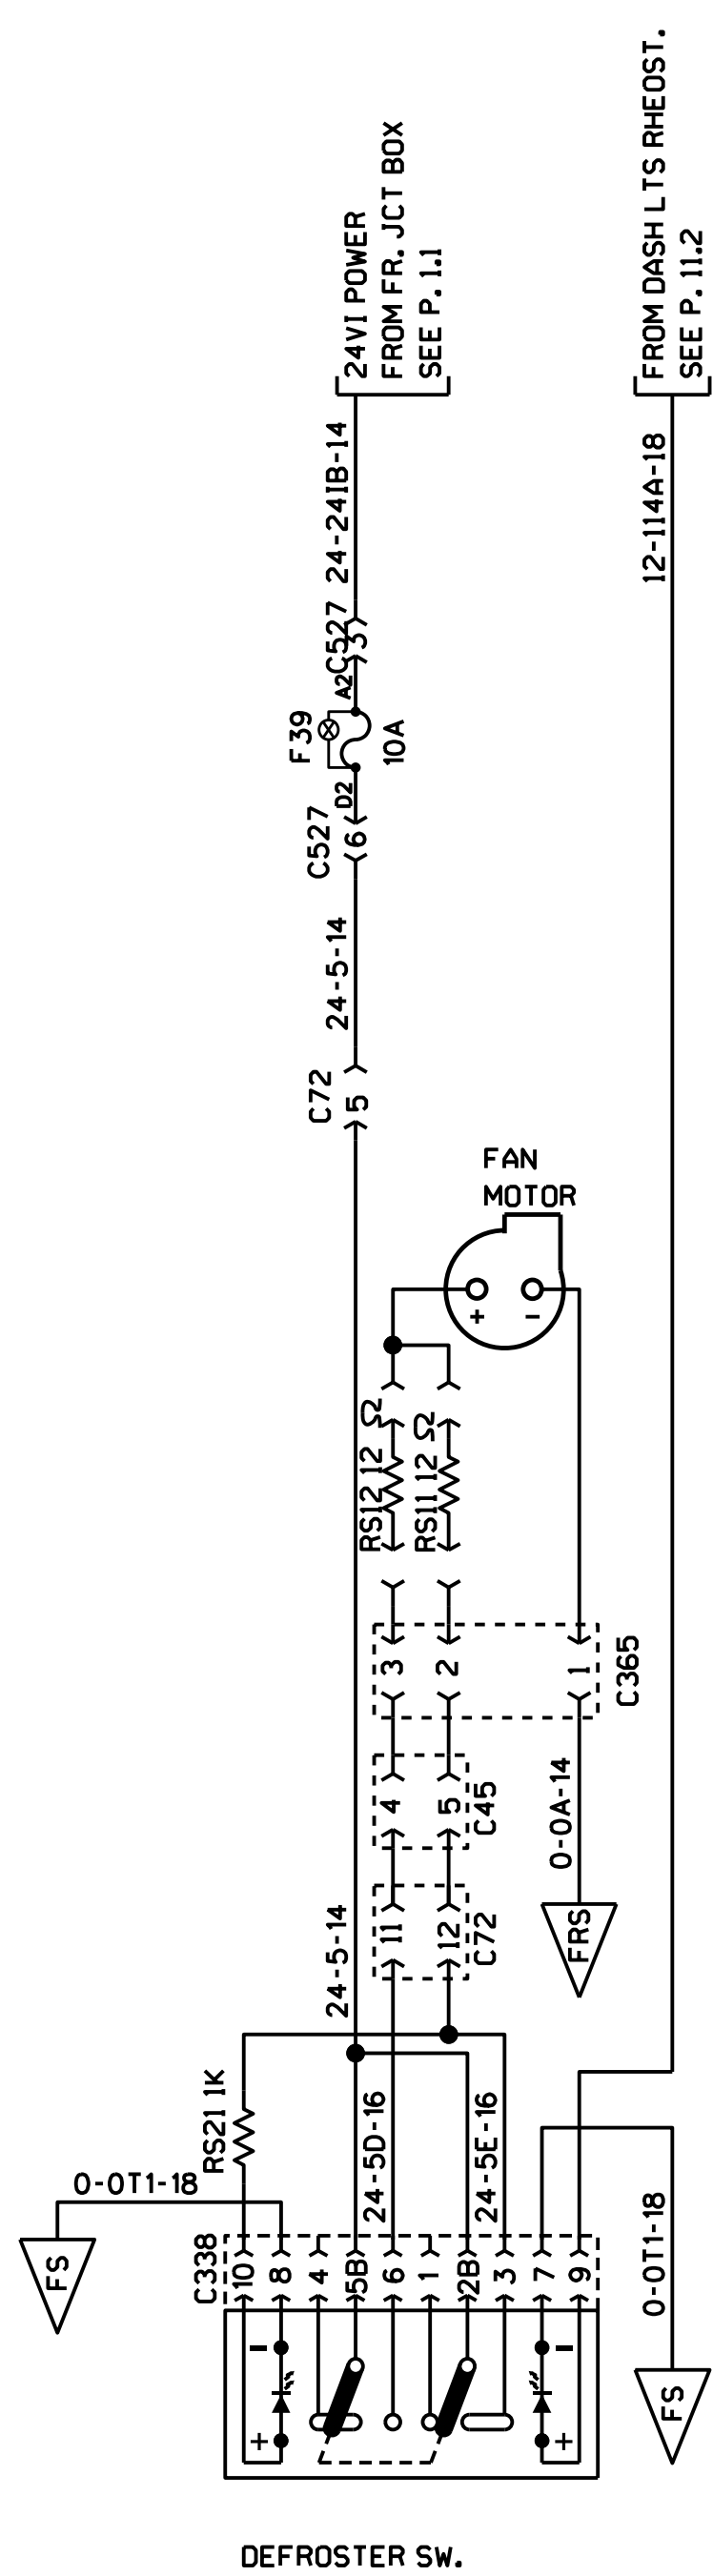 24VI POWER
FROM FR. JCT BOX
SEE P. 1.1
FROM DASH LTS RHEOST.
SEE P. 11.2
24-24IB-14
12-114A-18
C527
3
A2
F39
10A
D2
C527
6
24-5-14
C72
5
FAN
MOTOR
+
-
RS12 12 Ω
RS11 12 Ω
3
2
1
C365
4
5
C45
0-0A-14
11
12
C72
FRS
24-5-14
RS21 1K
0-0T1-18
24-5D-16
24-5E-16
FS
C338
10
8
4
5B
6
1
2B
3
7
9
0-0T1-18
FS
-
-
+
+
DEFROSTER SW.